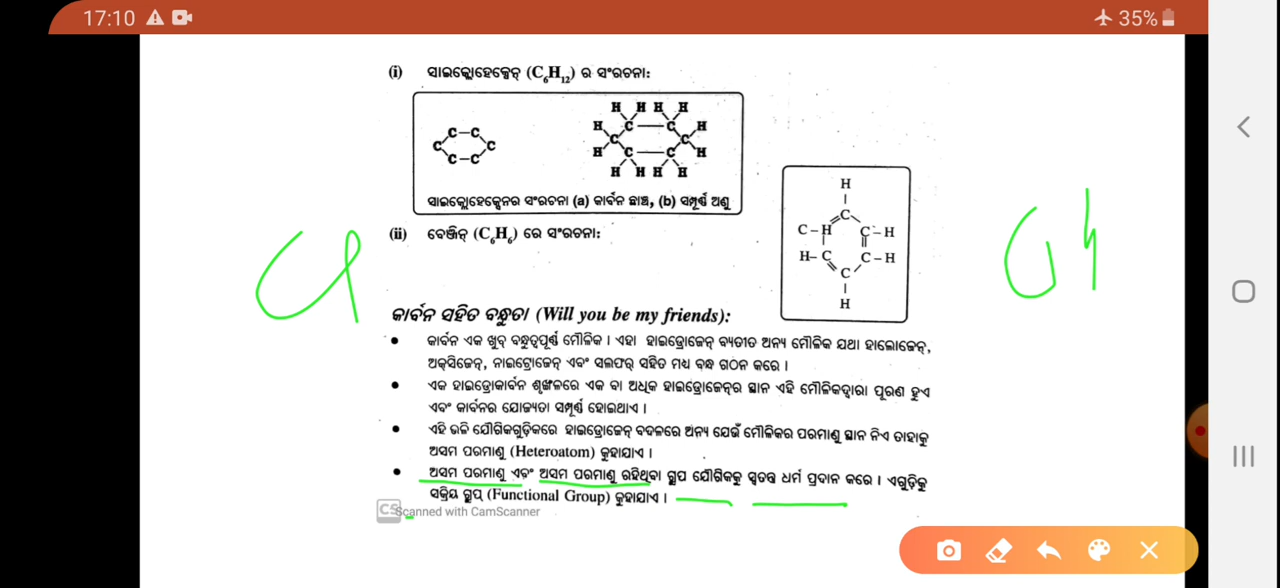 17:10
35%
(i) ସାଇକ୍ଲୋହେକ୍ସେନ୍ (C₆H₁₂) ର ସଂରଚନା:
H H H H
H C — C H
C C
H C — C H
H H H H
C–C
C C
C–C
ସାଇକ୍ଲୋହେକ୍ସେନର ସଂରଚନା (a) କାର୍ବନ ଛାଞ୍ଚ, (b) ସମ୍ପୂର୍ଣ୍ଣ ଅଣୁ
(ii) ବେଞ୍ଜିନ୍ (C₆H₆) ରେ ସଂରଚନା:
H
C
C – H C – H
H – C C – H
C
H
କାର୍ବନ ସହିତ ବନ୍ଧୁତା (Will you be my friends):
• କାର୍ବନ ଏକ ଖୁବ୍ ବନ୍ଧୁତ୍ୱପୂର୍ଣ୍ଣ ମୌଳିକ । ଏହା ହାଇଡ୍ରୋଜେନ୍ ବ୍ୟତୀତ ଅନ୍ୟ ମୌଳିକ ଯଥା ହାଲୋଜେନ୍,
ଅକ୍ସିଜେନ୍, ନାଇଟ୍ରୋଜେନ୍ ଏବଂ ସଲଫର୍ ସହିତ ମଧ୍ୟ ବନ୍ଧ ଗଠନ କରେ ।
• ଏକ ହାଇଡ୍ରୋକାର୍ବନ ଶୃଙ୍ଖଳରେ ଏକ ବା ଅଧିକ ହାଇଡ୍ରୋଜେନ୍‌ର ସ୍ଥାନ ଏହି ମୌଳିକଦ୍ୱାରା ପୂରଣ ହୁଏ
ଏବଂ କାର୍ବନର ଯୋଜ୍ୟତା ସମ୍ପୂର୍ଣ୍ଣ ହୋଇଥାଏ ।
• ଏହି ଭଳି ଯୌଗିକଗୁଡ଼ିକରେ ହାଇଡ୍ରୋଜେନ୍ ବଦଳରେ ଅନ୍ୟ ଯେଉଁ ମୌଳିକର ପରମାଣୁ ସ୍ଥାନ ନିଏ ତାହାକୁ
ଅସମ ପରମାଣୁ (Heteroatom) କୁହାଯାଏ ।
• ଅସମ ପରମାଣୁ ଏବଂ ଅସମ ପରମାଣୁ ରହିଥିବା ଗ୍ରୁପ ଯୌଗିକକୁ ସ୍ୱତନ୍ତ୍ର ଧର୍ମ ପ୍ରଦାନ କରେ । ଏଗୁଡ଼ିକୁ
ସକ୍ରିୟ ଗ୍ରୁପ୍ (Functional Group) କୁହାଯାଏ ।
CS Scanned with CamScanner